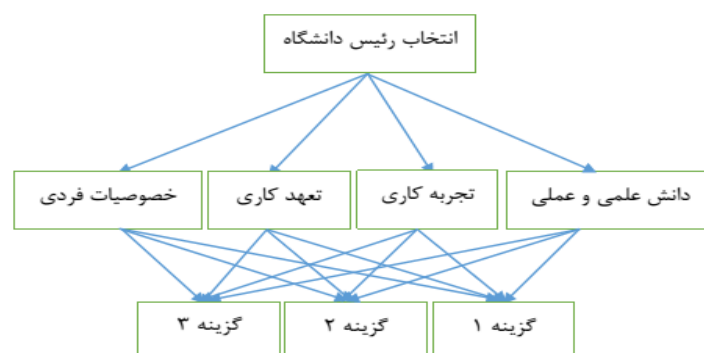 انتخاب رئیس دانشگاه
دانش علمی و عملی
تجربه کاری
تعهد کاری
خصوصیات فردی
گزینه ۱
گزینه ۲
گزینه ۳